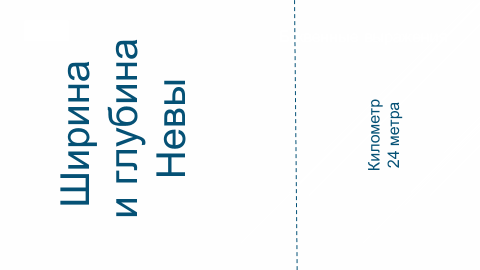 Ширина
и глубина
Невы
Километр
24 метра